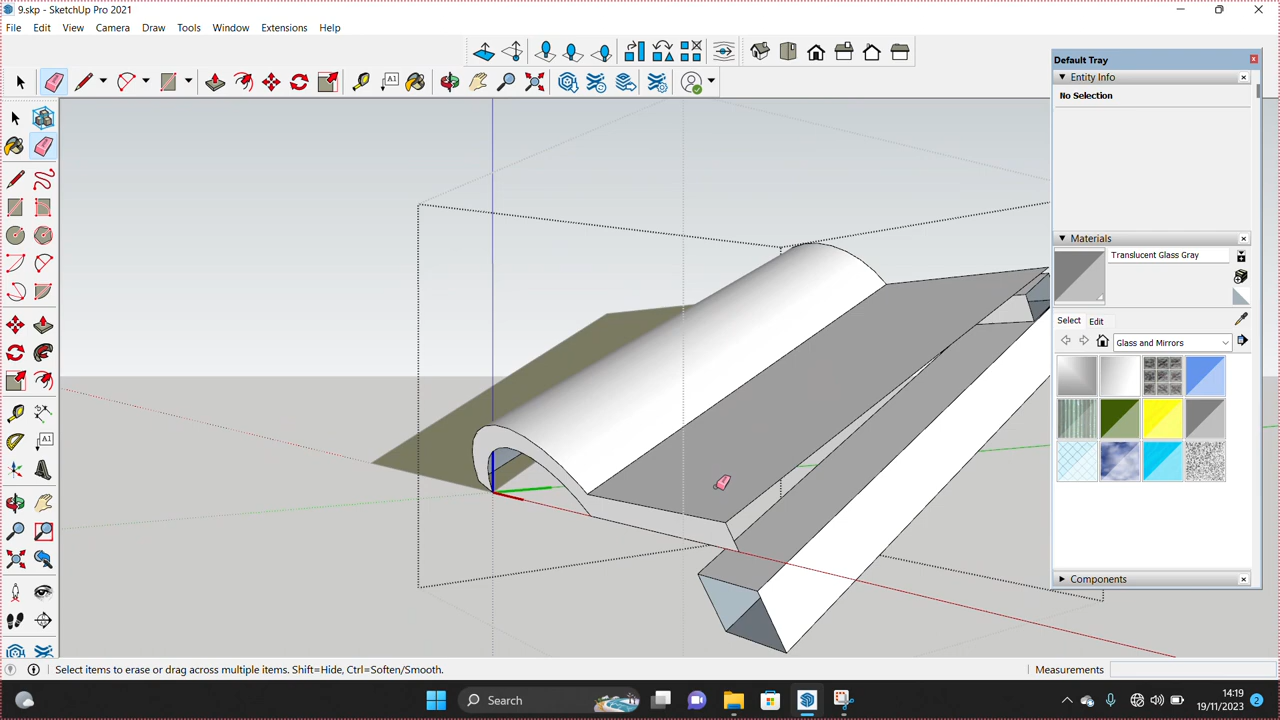 9.skp - SketchUp Pro 2021
File Edit View Camera Draw Tools Window Extensions Help
Default Tray
Entity Info
No Selection
Materials
Translucent Glass Gray
Select Edit
Glass and Mirrors
Components
Select items to erase or drag across multiple items. Shift=Hide, Ctrl=Soften/Smooth.
Measurements
Search
14:19
19/11/2023
2